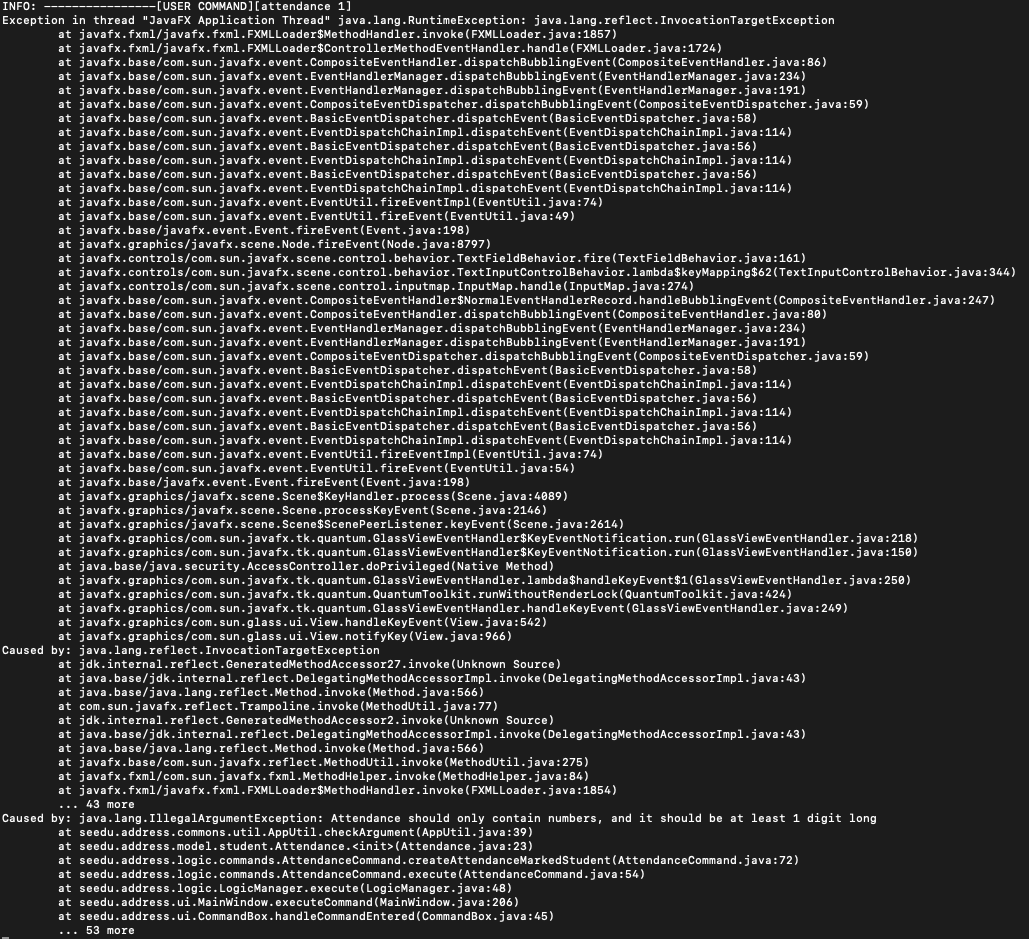 INFO: ----------------[USER COMMAND][attendance 1]
Exception in thread "JavaFX Application Thread" java.lang.RuntimeException: java.lang.reflect.InvocationTargetException
at javafx.fxml/javafx.fxml.FXMLLoader$MethodHandler.invoke(FXMLLoader.java:1857)
at javafx.fxml/javafx.fxml.FXMLLoader$ControllerMethodEventHandler.handle(FXMLLoader.java:1724)
at javafx.base/com.sun.javafx.event.CompositeEventHandler.dispatchBubblingEvent(CompositeEventHandler.java:86)
at javafx.base/com.sun.javafx.event.EventHandlerManager.dispatchBubblingEvent(EventHandlerManager.java:234)
at javafx.base/com.sun.javafx.event.EventHandlerManager.dispatchBubblingEvent(EventHandlerManager.java:191)
at javafx.base/com.sun.javafx.event.CompositeEventDispatcher.dispatchBubblingEvent(CompositeEventDispatcher.java:59)
at javafx.base/com.sun.javafx.event.BasicEventDispatcher.dispatchEvent(BasicEventDispatcher.java:58)
at javafx.base/com.sun.javafx.event.EventDispatchChainImpl.dispatchEvent(EventDispatchChainImpl.java:114)
at javafx.base/com.sun.javafx.event.BasicEventDispatcher.dispatchEvent(BasicEventDispatcher.java:56)
at javafx.base/com.sun.javafx.event.EventDispatchChainImpl.dispatchEvent(EventDispatchChainImpl.java:114)
at javafx.base/com.sun.javafx.event.BasicEventDispatcher.dispatchEvent(BasicEventDispatcher.java:56)
at javafx.base/com.sun.javafx.event.EventDispatchChainImpl.dispatchEvent(EventDispatchChainImpl.java:114)
at javafx.base/com.sun.javafx.event.EventUtil.fireEventImpl(EventUtil.java:74)
at javafx.base/com.sun.javafx.event.EventUtil.fireEvent(EventUtil.java:49)
at javafx.base/javafx.event.Event.fireEvent(Event.java:198)
at javafx.graphics/javafx.scene.Node.fireEvent(Node.java:8797)
at javafx.controls/com.sun.javafx.scene.control.behavior.TextFieldBehavior.fire(TextFieldBehavior.java:161)
at javafx.controls/com.sun.javafx.scene.control.behavior.TextInputControlBehavior.lambda$keyMapping$62(TextInputControlBehavior.java:344)
at javafx.controls/com.sun.javafx.scene.control.inputmap.InputMap.handle(InputMap.java:274)
at javafx.base/com.sun.javafx.event.CompositeEventHandler$NormalEventHandlerRecord.handleBubblingEvent(CompositeEventHandler.java:247)
at javafx.base/com.sun.javafx.event.CompositeEventHandler.dispatchBubblingEvent(CompositeEventHandler.java:80)
at javafx.base/com.sun.javafx.event.EventHandlerManager.dispatchBubblingEvent(EventHandlerManager.java:234)
at javafx.base/com.sun.javafx.event.EventHandlerManager.dispatchBubblingEvent(EventHandlerManager.java:191)
at javafx.base/com.sun.javafx.event.CompositeEventDispatcher.dispatchBubblingEvent(CompositeEventDispatcher.java:59)
at javafx.base/com.sun.javafx.event.BasicEventDispatcher.dispatchEvent(BasicEventDispatcher.java:58)
at javafx.base/com.sun.javafx.event.EventDispatchChainImpl.dispatchEvent(EventDispatchChainImpl.java:114)
at javafx.base/com.sun.javafx.event.BasicEventDispatcher.dispatchEvent(BasicEventDispatcher.java:56)
at javafx.base/com.sun.javafx.event.EventDispatchChainImpl.dispatchEvent(EventDispatchChainImpl.java:114)
at javafx.base/com.sun.javafx.event.BasicEventDispatcher.dispatchEvent(BasicEventDispatcher.java:56)
at javafx.base/com.sun.javafx.event.EventDispatchChainImpl.dispatchEvent(EventDispatchChainImpl.java:114)
at javafx.base/com.sun.javafx.event.EventUtil.fireEventImpl(EventUtil.java:74)
at javafx.base/com.sun.javafx.event.EventUtil.fireEvent(EventUtil.java:54)
at javafx.base/javafx.event.Event.fireEvent(Event.java:198)
at javafx.graphics/javafx.scene.Scene$KeyHandler.process(Scene.java:4089)
at javafx.graphics/javafx.scene.Scene.processKeyEvent(Scene.java:2146)
at javafx.graphics/javafx.scene.Scene$ScenePeerListener.keyEvent(Scene.java:2614)
at javafx.graphics/com.sun.javafx.tk.quantum.GlassViewEventHandler$KeyEventNotification.run(GlassViewEventHandler.java:218)
at javafx.graphics/com.sun.javafx.tk.quantum.GlassViewEventHandler$KeyEventNotification.run(GlassViewEventHandler.java:150)
at java.base/java.security.AccessController.doPrivileged(Native Method)
at javafx.graphics/com.sun.javafx.tk.quantum.GlassViewEventHandler.lambda$handleKeyEvent$1(GlassViewEventHandler.java:250)
at javafx.graphics/com.sun.javafx.tk.quantum.QuantumToolkit.runWithoutRenderLock(QuantumToolkit.java:424)
at javafx.graphics/com.sun.javafx.tk.quantum.GlassViewEventHandler.handleKeyEvent(GlassViewEventHandler.java:249)
at javafx.graphics/com.sun.glass.ui.View.handleKeyEvent(View.java:542)
at javafx.graphics/com.sun.glass.ui.View.notifyKey(View.java:966)
Caused by: java.lang.reflect.InvocationTargetException
at jdk.internal.reflect.GeneratedMethodAccessor27.invoke(Unknown Source)
at java.base/jdk.internal.reflect.DelegatingMethodAccessorImpl.invoke(DelegatingMethodAccessorImpl.java:43)
at java.base/java.lang.reflect.Method.invoke(Method.java:566)
at com.sun.javafx.reflect.Trampoline.invoke(MethodUtil.java:77)
at jdk.internal.reflect.GeneratedMethodAccessor2.invoke(Unknown Source)
at java.base/jdk.internal.reflect.DelegatingMethodAccessorImpl.invoke(DelegatingMethodAccessorImpl.java:43)
at java.base/java.lang.reflect.Method.invoke(Method.java:566)
at javafx.base/com.sun.javafx.reflect.MethodUtil.invoke(MethodUtil.java:275)
at javafx.fxml/com.sun.javafx.fxml.MethodHelper.invoke(MethodHelper.java:84)
at javafx.fxml/javafx.fxml.FXMLLoader$MethodHandler.invoke(FXMLLoader.java:1854)
... 43 more
Caused by: java.lang.IllegalArgumentException: Attendance should only contain numbers, and it should be at least 1 digit long
at seedu.address.commons.util.AppUtil.checkArgument(AppUtil.java:39)
at seedu.address.model.student.Attendance.<init>(Attendance.java:23)
at seedu.address.logic.commands.AttendanceCommand.createAttendanceMarkedStudent(AttendanceCommand.java:72)
at seedu.address.logic.commands.AttendanceCommand.execute(AttendanceCommand.java:54)
at seedu.address.logic.LogicManager.execute(LogicManager.java:48)
at seedu.address.ui.MainWindow.executeCommand(MainWindow.java:206)
at seedu.address.ui.CommandBox.handleCommandEntered(CommandBox.java:45)
... 53 more